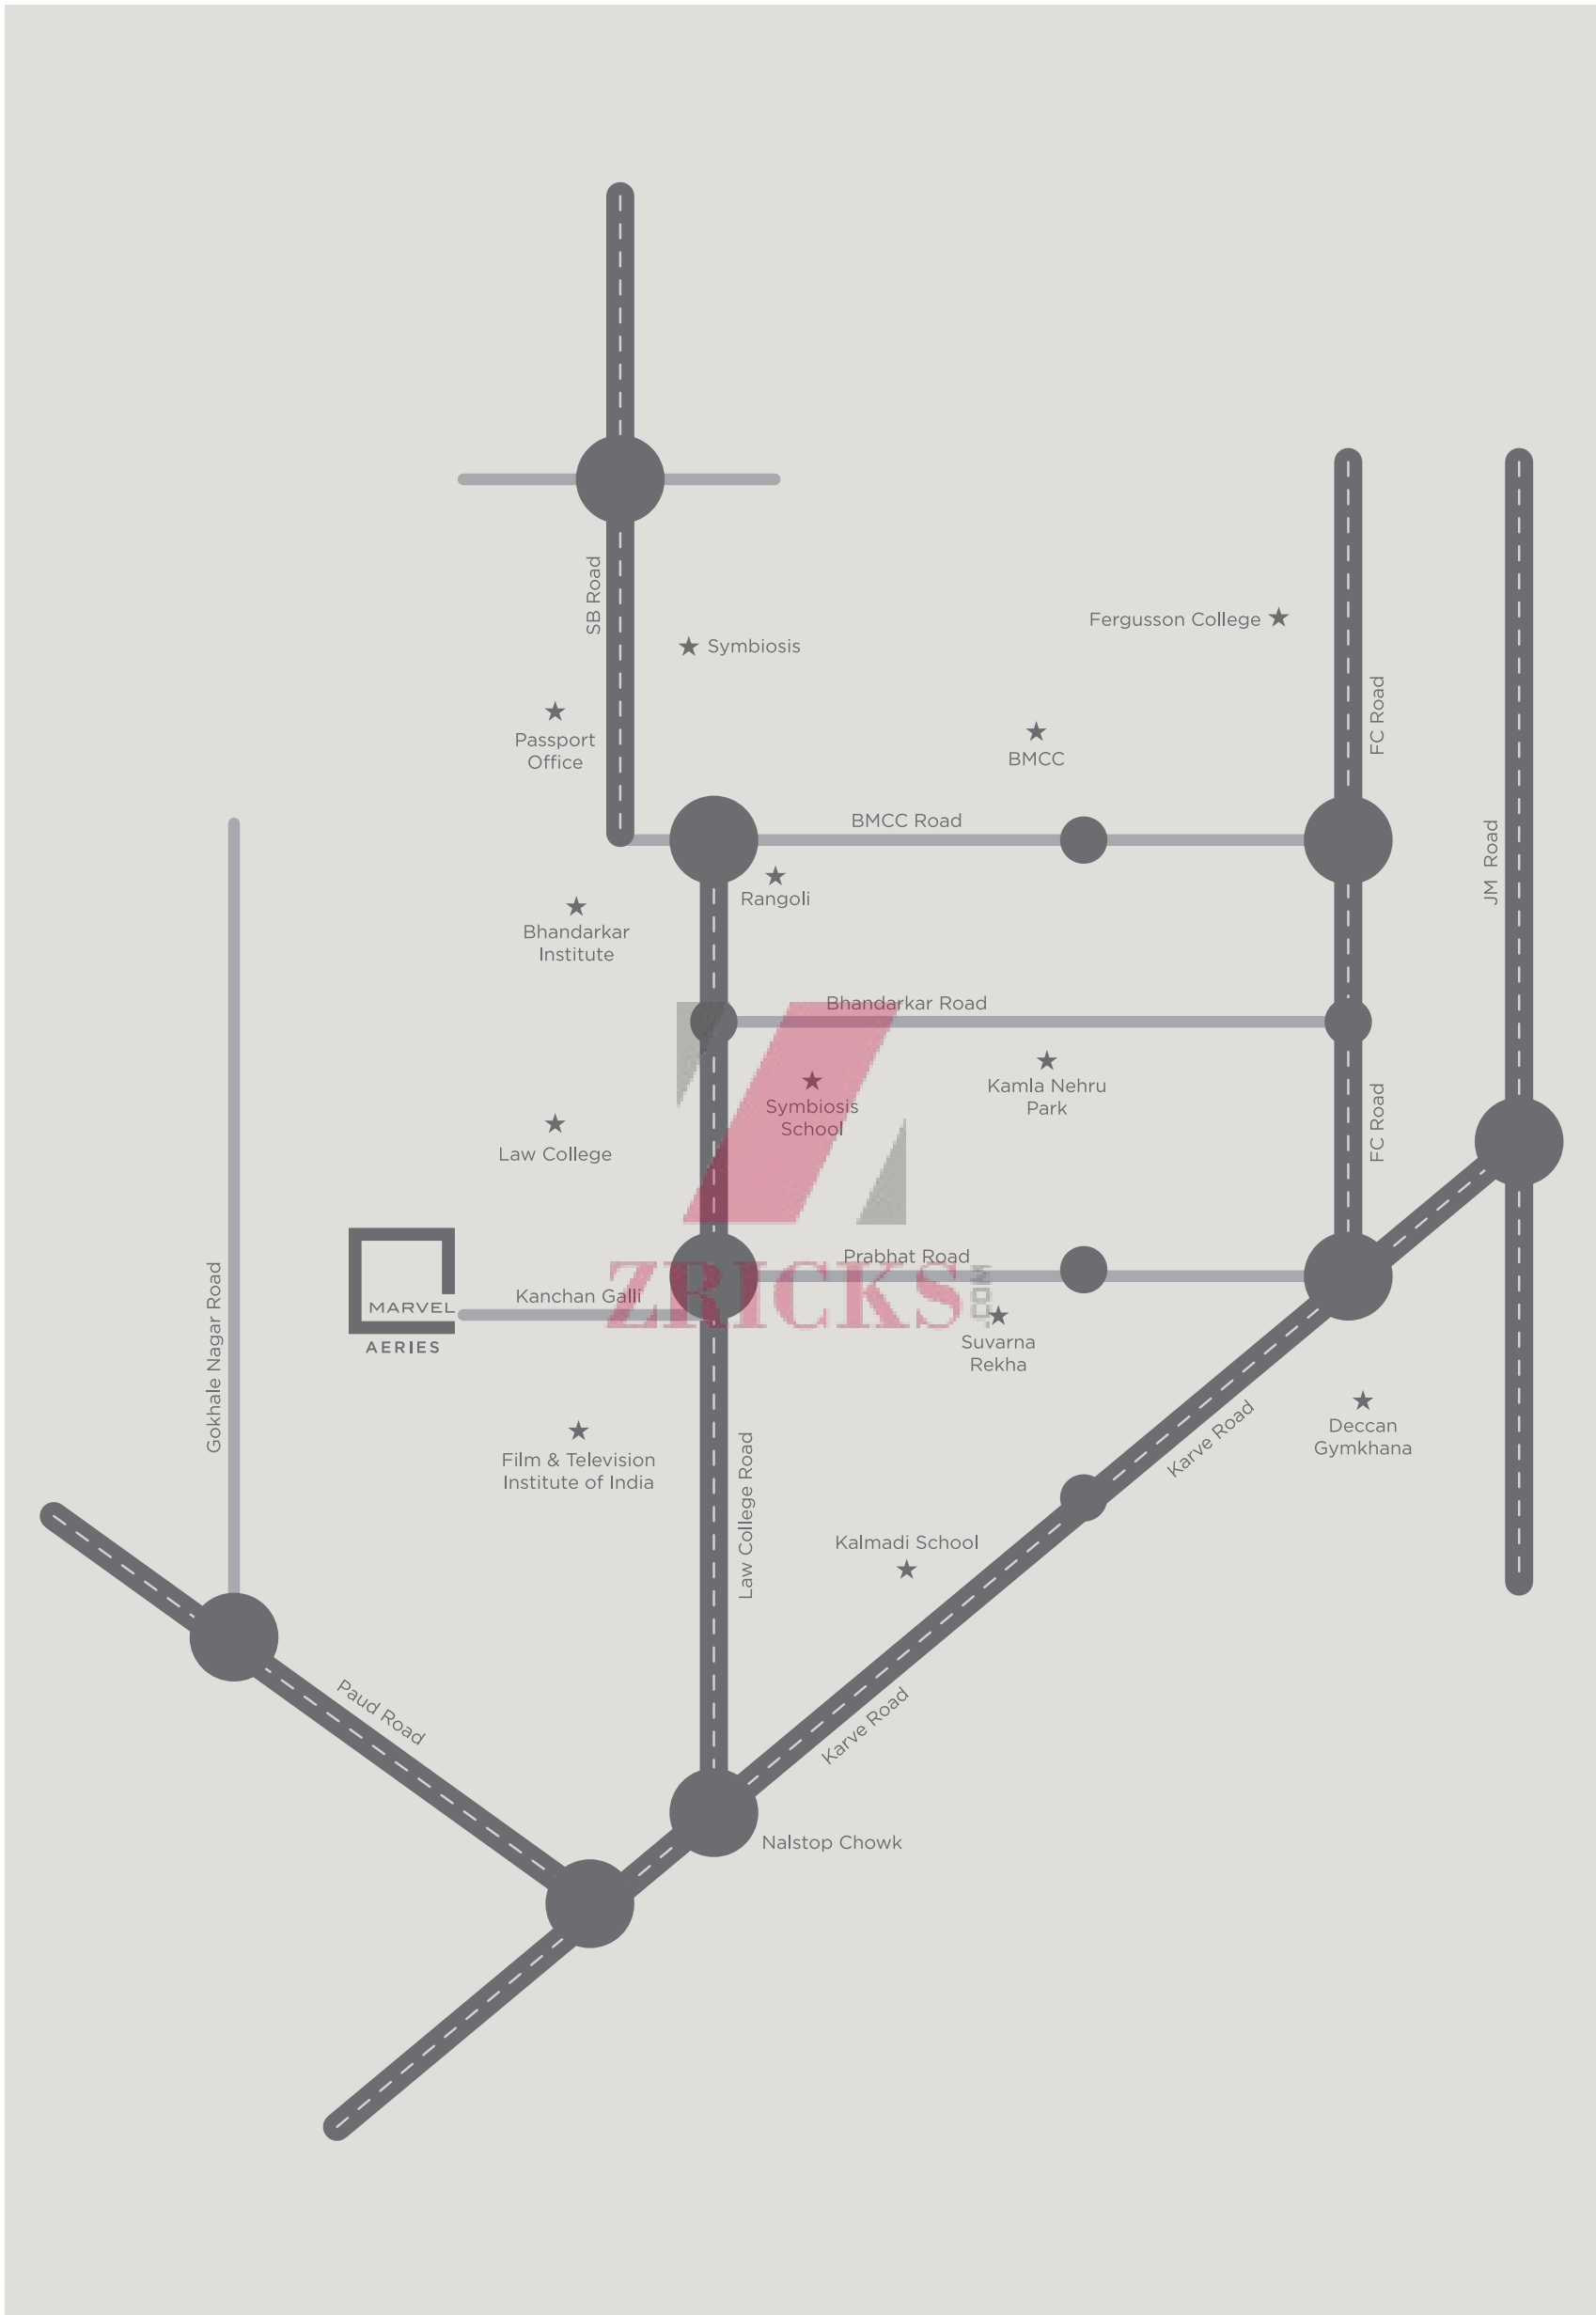 SB Road
Fergusson College
Symbiosis
FC Road
Passport
Office
BMCC
BMCC Road
JM Road
Rangoli
Bhandarkar
Institute
Bhandarkar Road
Kamla Nehru
Park
Symbiosis
School
FC Road
Law College
Prabhat Road
ZRICKS
.COM
Kanchan Galli
MARVEL
AERIES
Suvarna
Rekha
Gokhale Nagar Road
Deccan
Gymkhana
Karve Road
Film & Television
Institute of India
Law College Road
Kalmadi School
Paud Road
Karve Road
Nalstop Chowk